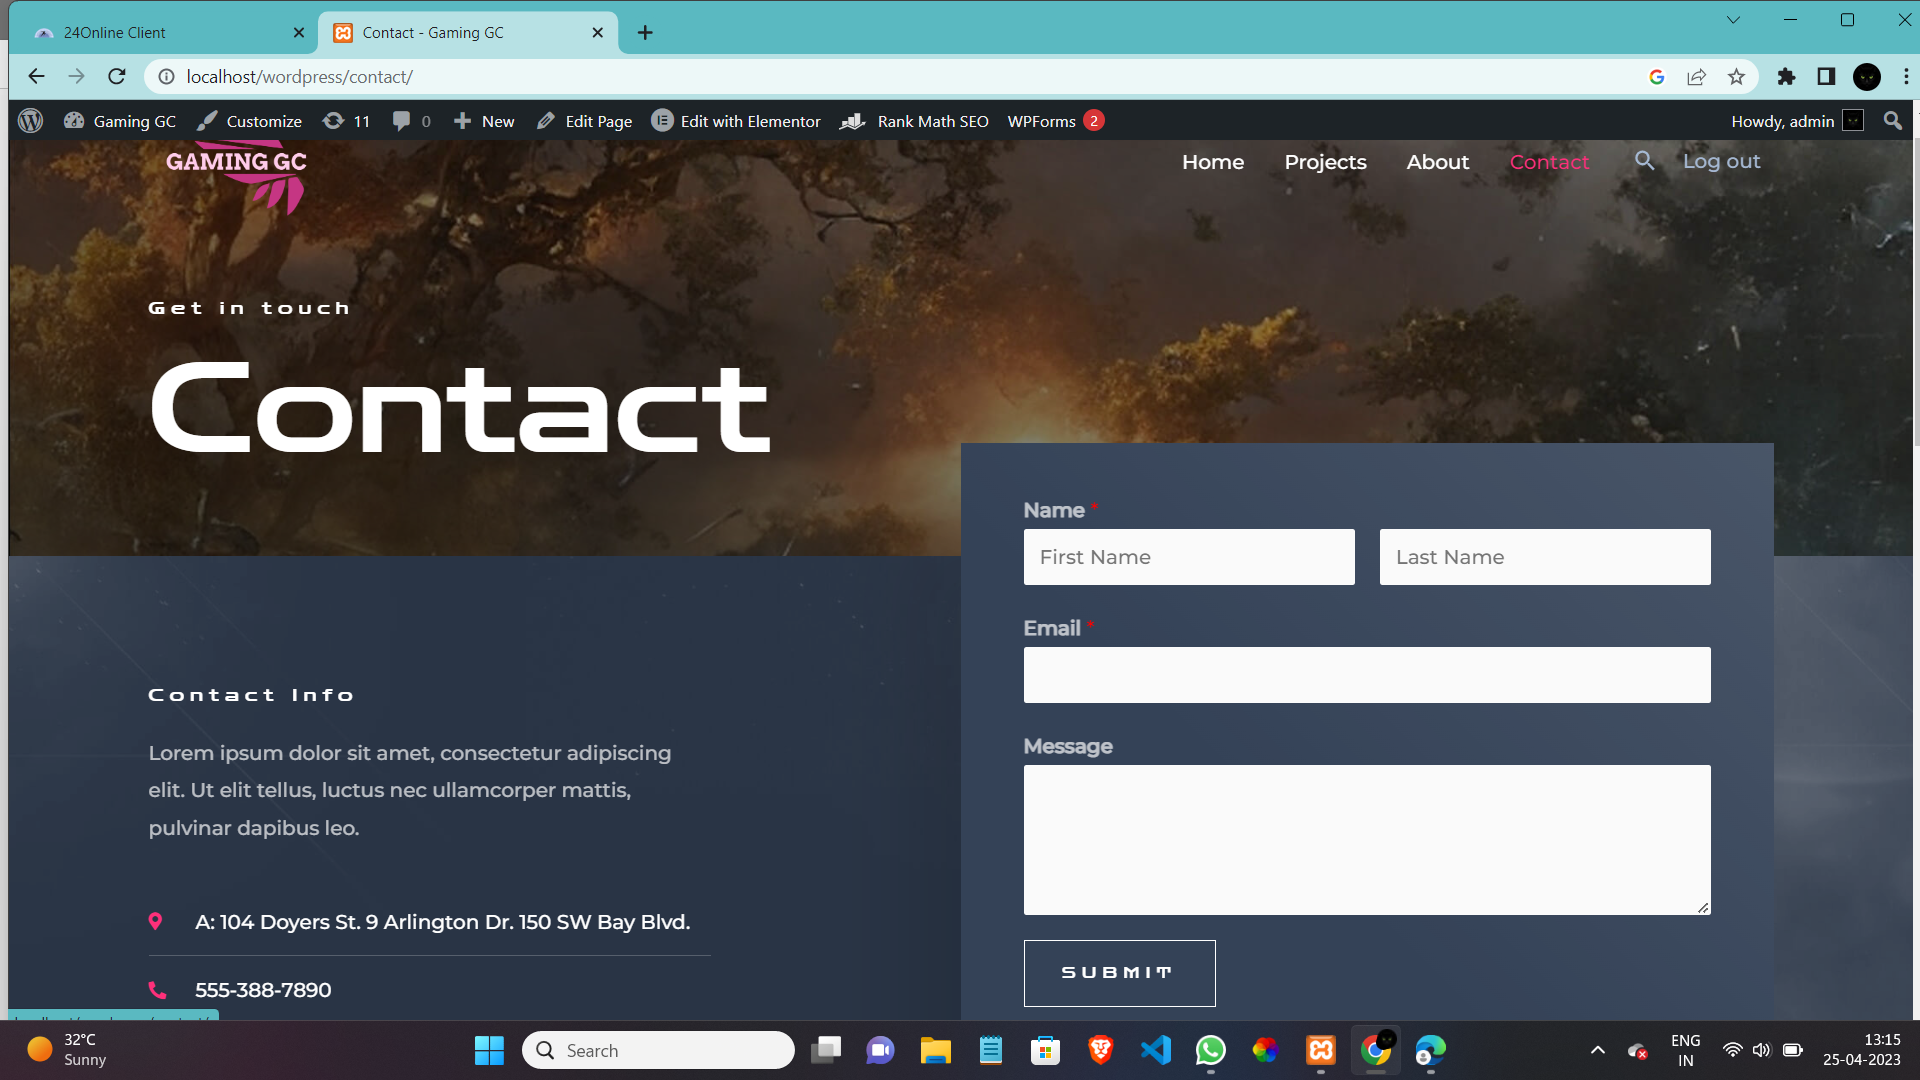 24Online Client
Contact - Gaming GC
localhost/wordpress/contact/
Gaming GC
Customize
11
0
New
Edit Page
Edit with Elementor
Rank Math SEO
WPForms 2
Howdy, admin
GAMING GC
Home
Projects
About
Contact
Log out
Get in touch
Contact
Name *
First Name
Last Name
Email *
Message
SUBMIT
Contact Info
Lorem ipsum dolor sit amet, consectetur adipiscing
elit. Ut elit tellus, luctus nec ullamcorper mattis,
pulvinar dapibus leo.
A: 104 Doyers St. 9 Arlington Dr. 150 SW Bay Blvd.
555-388-7890
32°C
Sunny
Search
ENG
IN
13:15
25-04-2023